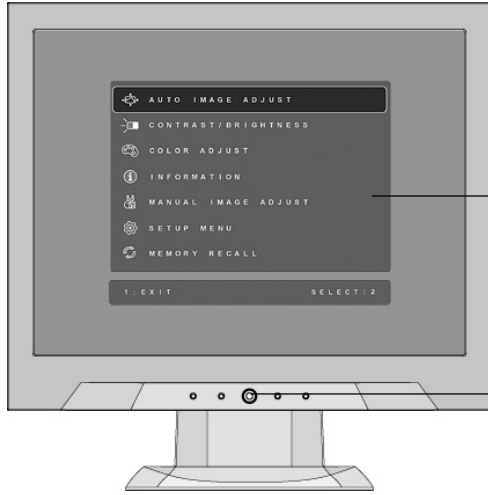 AUTO IMAGE ADJUST
CONTRAST/BRIGHTNESS
COLOR ADJUST
INFORMATION
MANUAL IMAGE ADJUST
SETUP MENU
MEMORY RECALL
1:EXIT SELECT:2